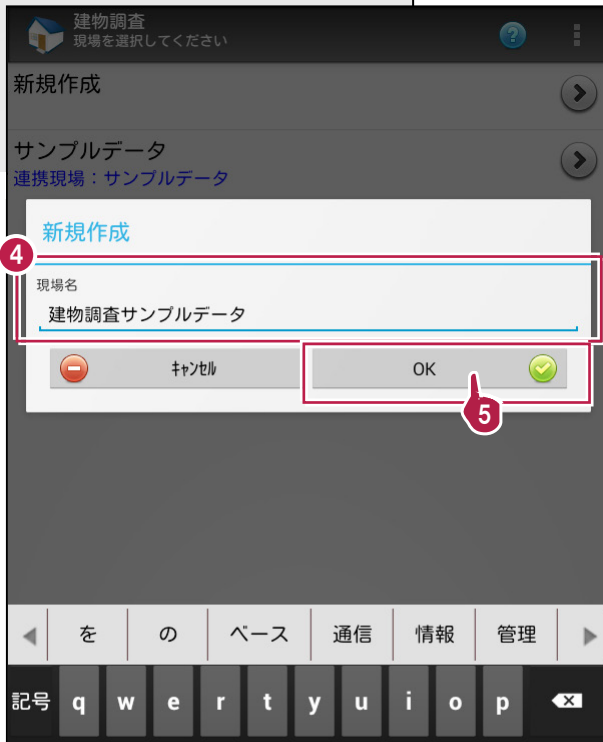 建物調査
現場を選択してください
新規作成
サンプルデータ
連携現場：サンプルデータ
新規作成
4
現場名
建物調査サンプルデータ
ｷｬﾝｾﾙ OK
5
を の ベース 通信 情報 管理
記号 q w e r t y u i o p